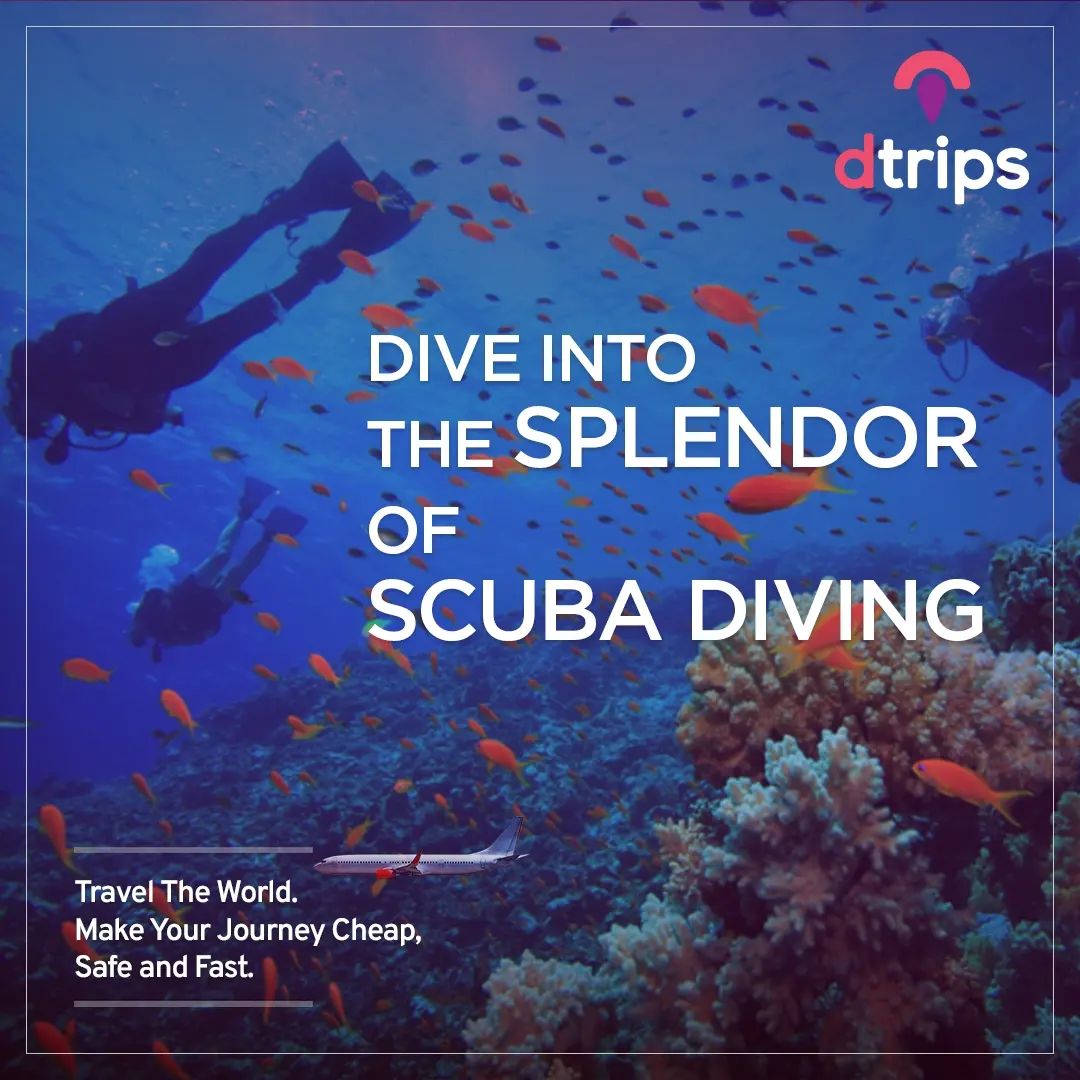 dtrips
DIVE INTO
THE SPLENDOR
OF
SCUBA DIVING
Travel The World.
Make Your Journey Cheap,
Safe and Fast.